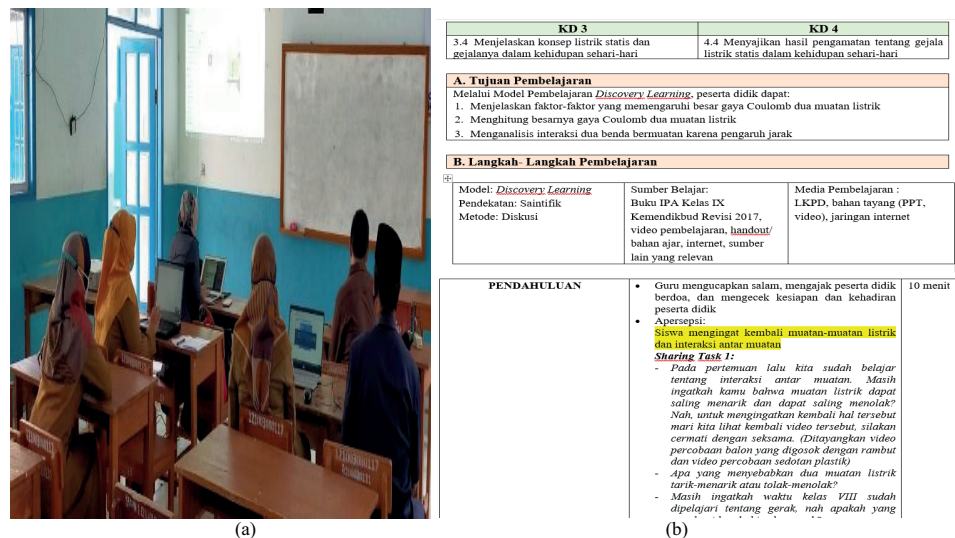 KD 3
KD 4
3.4 Menjelaskan konsep listrik statis dan
gejalanya dalam kehidupan sehari-hari
4.4 Menyajikan hasil pengamatan tentang gejala
listrik statis dalam kehidupan sehari-hari
A. Tujuan Pembelajaran
Melalui Model Pembelajaran Discovery Learning, peserta didik dapat:
1. Menjelaskan faktor-faktor yang memengaruhi besar gaya Coulomb dua muatan listrik
2. Menghitung besarnya gaya Coulomb dua muatan listrik
3. Menganalisis interaksi dua benda bermuatan karena pengaruh jarak
B. Langkah- Langkah Pembelajaran
Model: Discovery Learning
Pendekatan: Saintifik
Metode: Diskusi
Sumber Belajar:
Buku IPA Kelas IX
Kemendikbud Revisi 2017,
video pembelajaran, handout/
bahan ajar, internet, sumber
lain yang relevan
Media Pembelajaran :
LKPD, bahan tayang (PPT,
video), jaringan internet
PENDAHULUAN
• Guru mengucapkan salam, mengajak peserta didik
berdoa, dan mengecek kesiapan dan kehadiran
peserta didik
• Apersepsi:
Siswa mengingat kembali muatan-muatan listrik
dan interaksi antar muatan
Sharing Task 1:
- Pada pertemuan lalu kita sudah belajar
tentang interaksi antar muatan. Masih
ingatkah kamu bahwa muatan listrik dapat
saling menarik dan dapat saling menolak?
Nah, untuk mengingatkan kembali hal tersebut
mari kita lihat kembali video tersebut, silakan
cermati dengan seksama. (Ditayangkan video
percobaan balon yang digosok dengan rambut
dan video percobaan sedotan plastik)
- Apa yang menyebabkan dua muatan listrik
tarik-menarik atau tolak-menolak?
- Masih ingatkah waktu kelas VIII sudah
dipelajari tentang gerak, nah apakah yang
10 menit
(a)
(b)